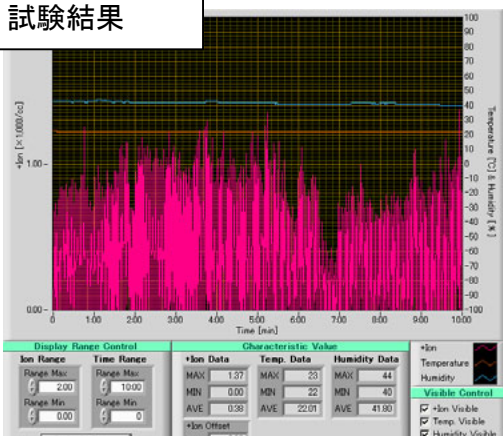 試験結果
100
90
80
70
60
50
40
30
20
10
0
-10
-20
-30
-40
-50
-60
-70
-80
-90
-100
+Ion [×1,000/cc]
1.00
0.00
Temperature [℃] & Humidity [%]
0 1:00 2:00 3:00 4:00 5:00 6:00 7:00 8:00 9:00 10:00
Time [min]
Display Range Control
Ion Range Time Range
Range Max Range Max
2.00 10:00
Range Min Range Min
0.00 0
Characteristic Value
+Ion Data Temp. Data Humidity Data
MAX 1.37 MAX 23 MAX 44
MIN 0.00 MIN 22 MIN 40
AVE 0.38 AVE 22.01 AVE 41.80
+Ion Offset
+Ion
Temperature
Humidity
Visible Control
+Ion Visible
Temp. Visible
Humidity Visible